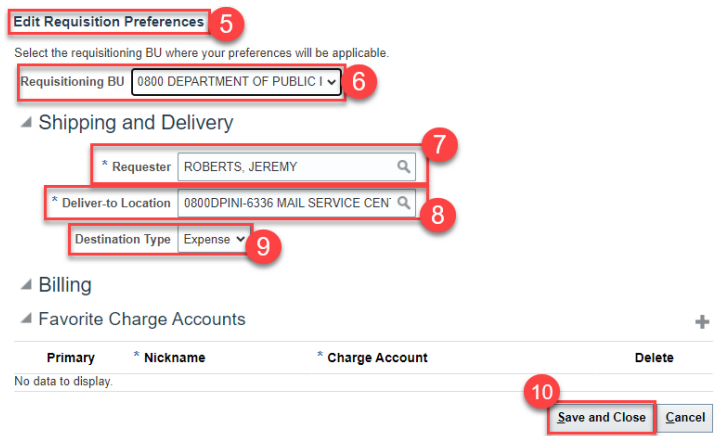 Edit Requisition Preferences 5
Select the requisitioning BU where your preferences will be applicable.
Requisitioning BU 0800 DEPARTMENT OF PUBLIC I 6
Shipping and Delivery
7
* Requester ROBERTS, JEREMY
* Deliver-to Location 0800DPINI-6336 MAIL SERVICE CEN
8
Destination Type Expense 9
Billing
Favorite Charge Accounts
Primary * Nickname * Charge Account Delete
No data to display.
10
Save and Close Cancel